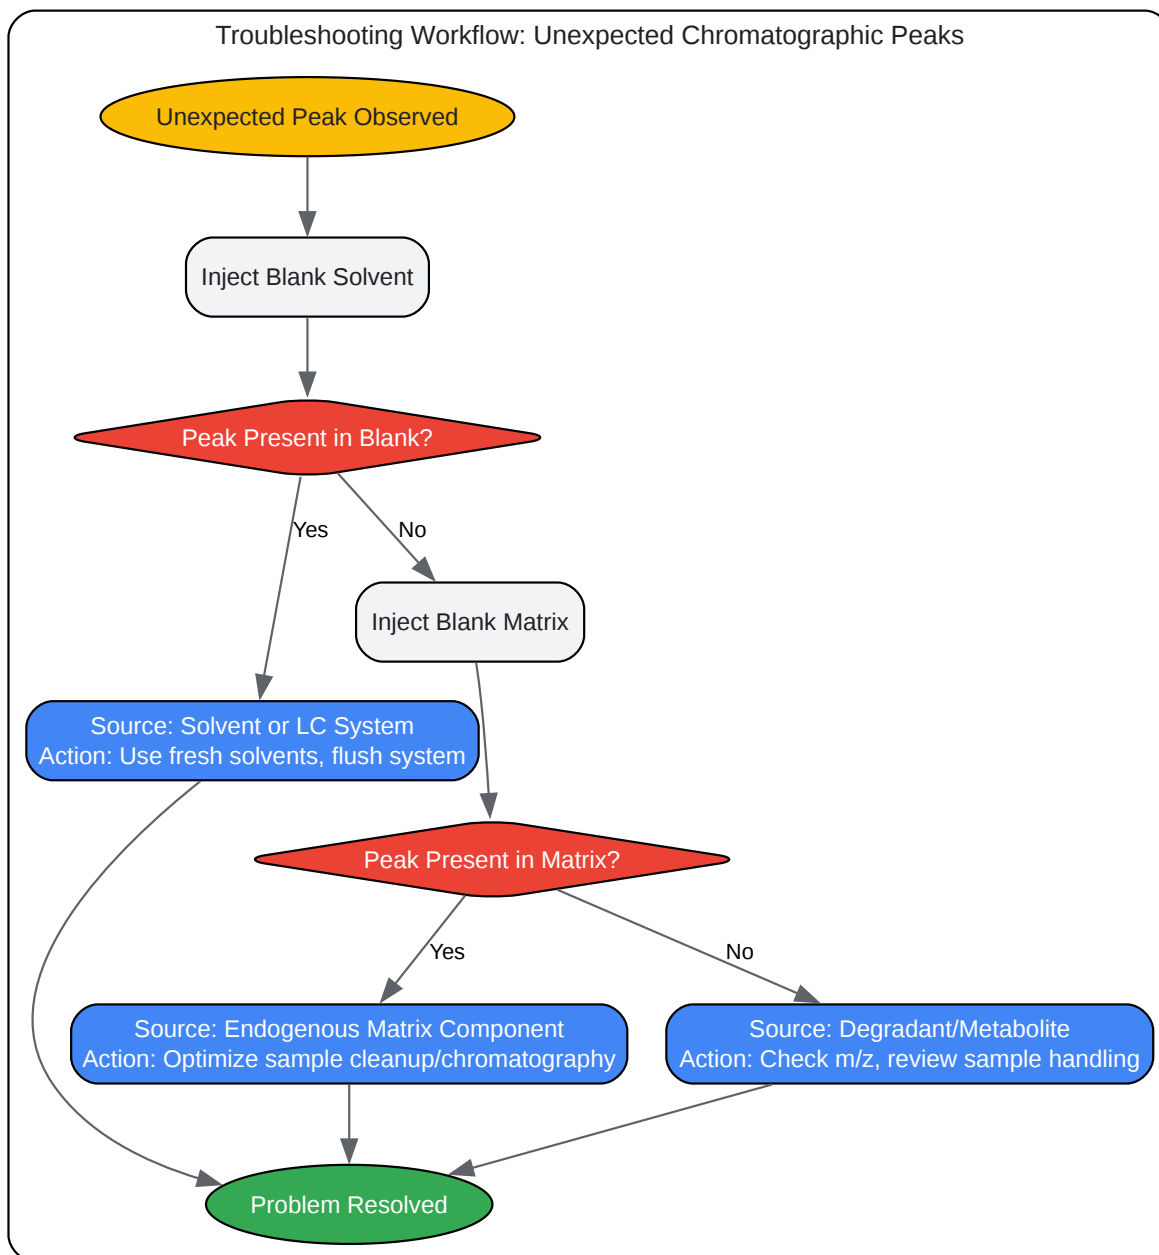 Troubleshooting Workflow: Unexpected Chromatographic Peaks
Unexpected Peak Observed
Inject Blank Solvent
Peak Present in Blank?
Yes
No
Inject Blank Matrix
Source: Solvent or LC System
Action: Use fresh solvents, flush system
Peak Present in Matrix?
Yes
No
Source: Endogenous Matrix Component
Action: Optimize sample cleanup/chromatography
Source: Degradant/Metabolite
Action: Check m/z, review sample handling
Problem Resolved